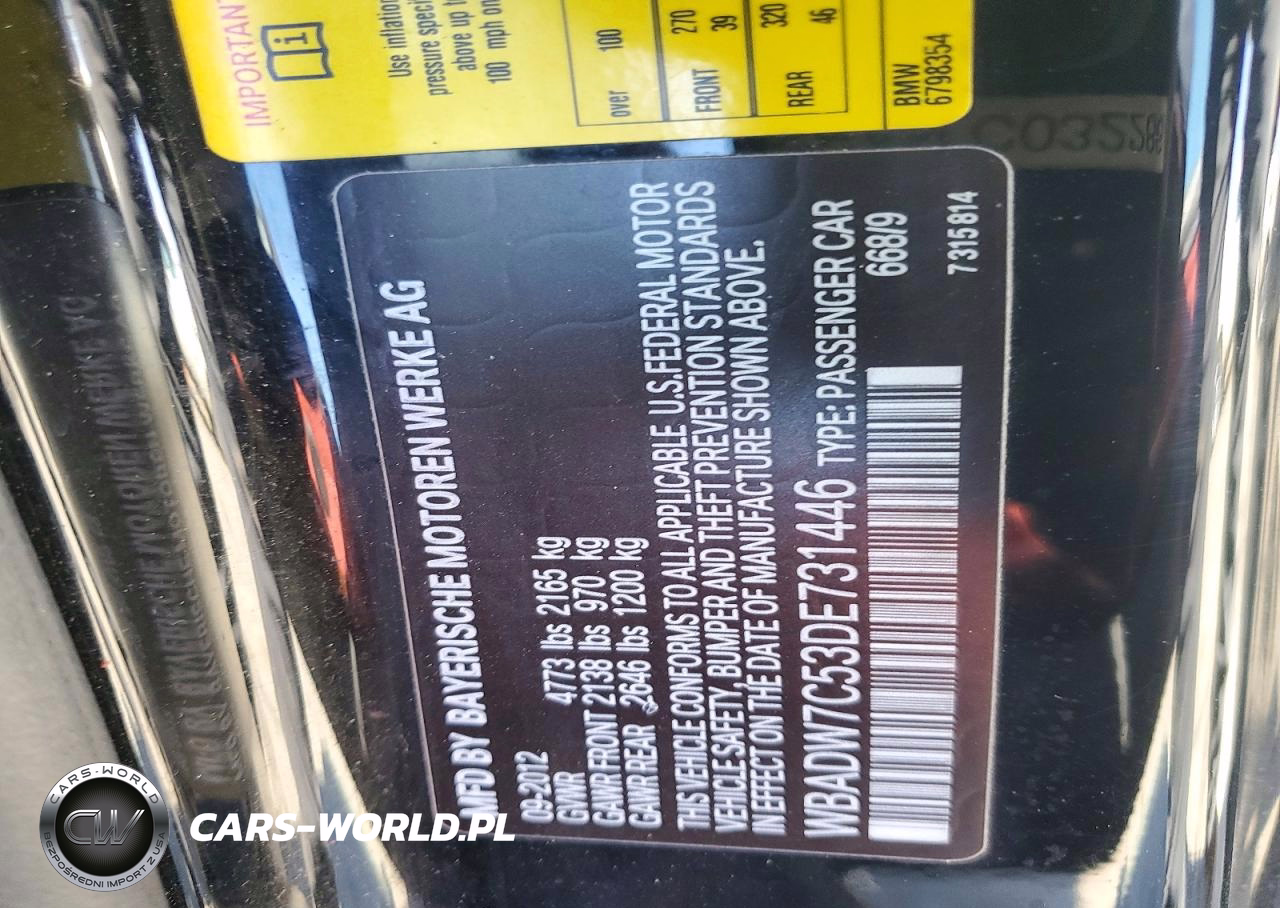 MFD BY BAYERISCHE MOTOREN WERKE AG
09-2012
GVWR 4773 lbs 2165 kg
GAWR FRONT 2138 lbs 970 kg
GAWR REAR 2646 lbs 1200 kg
THIS VEHICLE CONFORMS TO ALL APPLICABLE U.S.FEDERAL MOTOR
VEHICLE SAFETY, BUMPER AND THEFT PREVENTION STANDARDS
IN EFFECT ON THE DATE OF MANUFACTURE SHOWN ABOVE.
WBADW7C53DE731446 TYPE: PASSENGER CAR
668/9
7315814
IMPORTANT
Use inflation
pressure speci
above up t
100 mph on
over 100
FRONT 270
39
REAR 320
46
BMW
6798354
CARS-WORLD
CW
BEZPOŚREDNI IMPORT Z USA
CARS-WORLD.PL